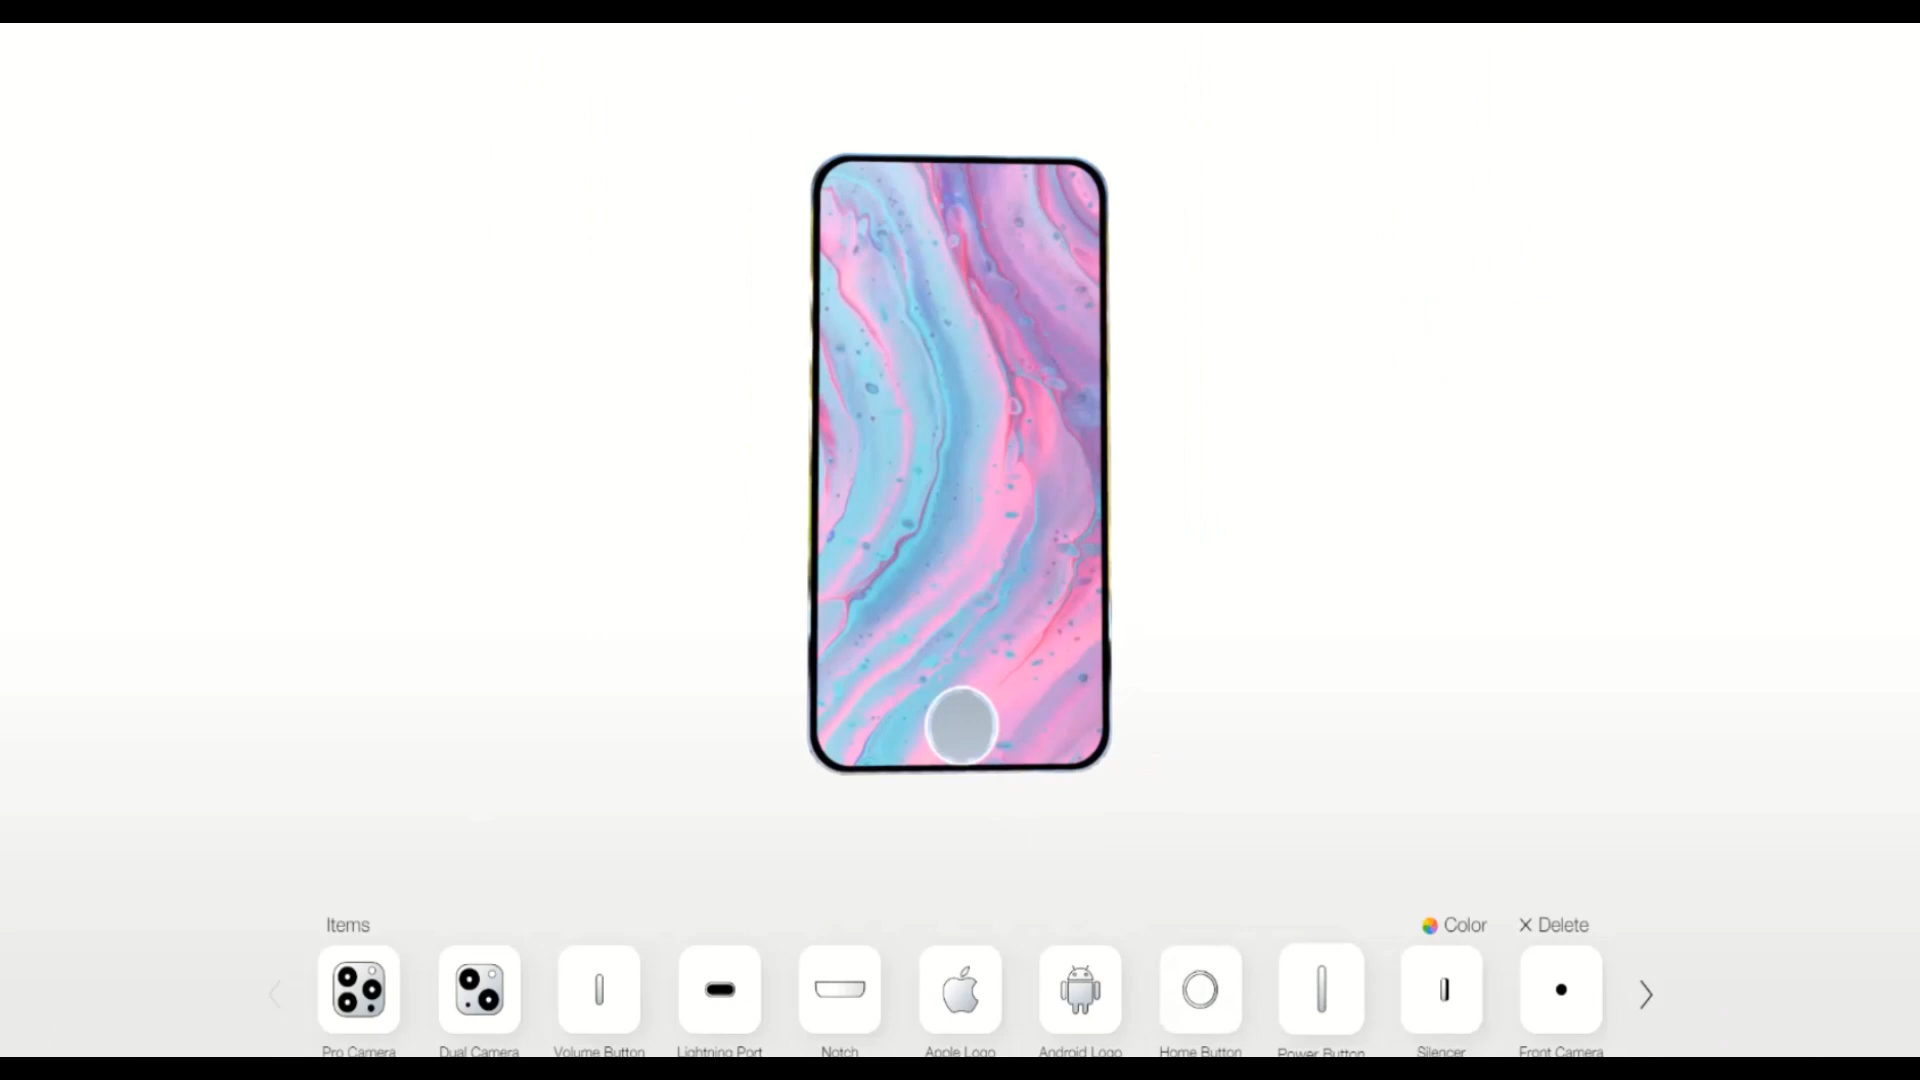 Items
Color
Delete
Pro Camera
Dual Camera
Volume Button
Lightning Port
Notch
Apple Logo
Android Logo
Home Button
Power Button
Silencer
Front Camera